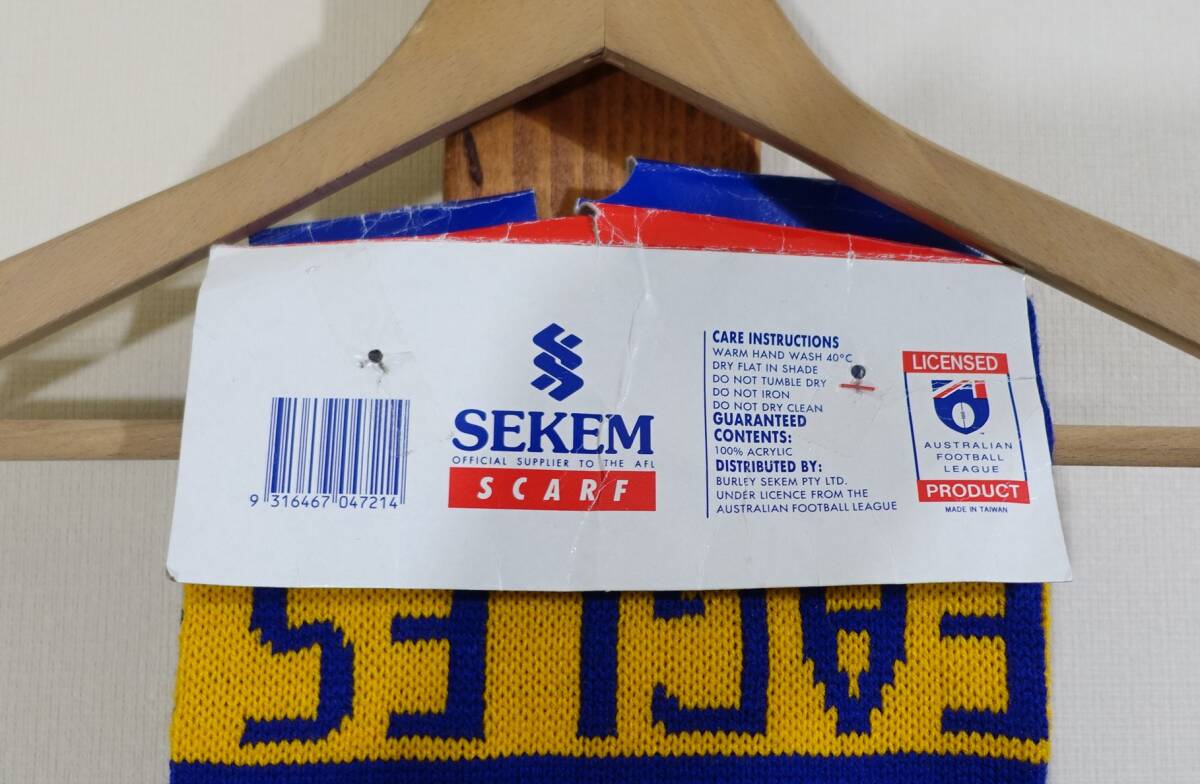 9 316467 047214
SEKEM
OFFICIAL SUPPLIER TO THE AFL
SCARF
CARE INSTRUCTIONS
WARM HAND WASH 40°C
DRY FLAT IN SHADE
DO NOT TUMBLE DRY
DO NOT IRON
DO NOT DRY CLEAN
GUARANTEED
CONTENTS:
100% ACRYLIC
DISTRIBUTED BY:
BURLEY SEKEM PTY LTD.
UNDER LICENCE FROM THE
AUSTRALIAN FOOTBALL LEAGUE
LICENSED
AUSTRALIAN
FOOTBALL
LEAGUE
PRODUCT
MADE IN TAIWAN
EAGLES